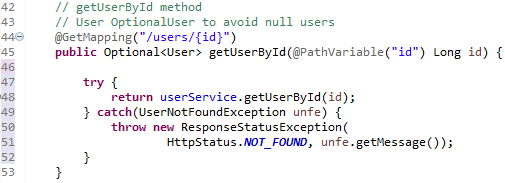 42 // getUserById method
43 // User OptionalUser to avoid null users
44 @GetMapping("/users/{id}")
45 public Optional<User> getUserById(@PathVariable("id") Long id) {
46
47 try {
48 return userService.getUserById(id);
49 } catch(UserNotFoundException unfe) {
50 throw new ResponseStatusException(
51 HttpStatus.NOT_FOUND, unfe.getMessage());
52 }
53 }